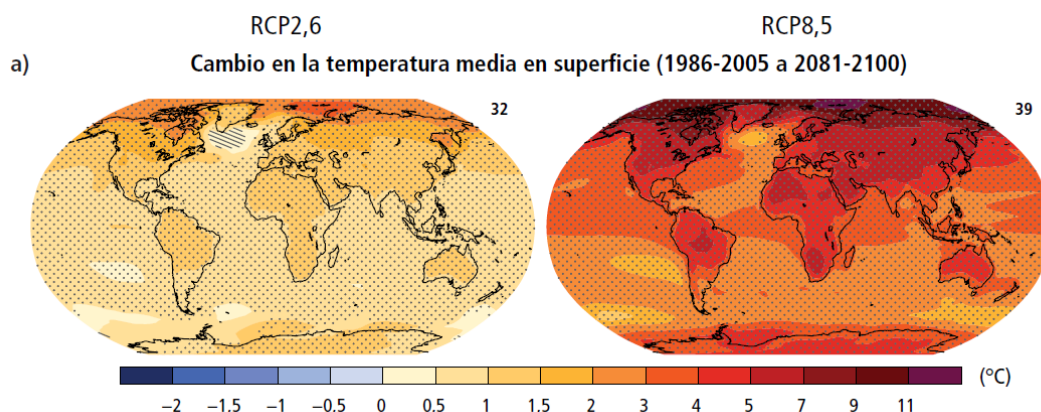 RCP2,6 RCP8,5
a) Cambio en la temperatura media en superficie (1986-2005 a 2081-2100)
32 39
(°C)
−2 −1.5 −1 −0.5 0 0.5 1 1.5 2 3 4 5 7 9 11